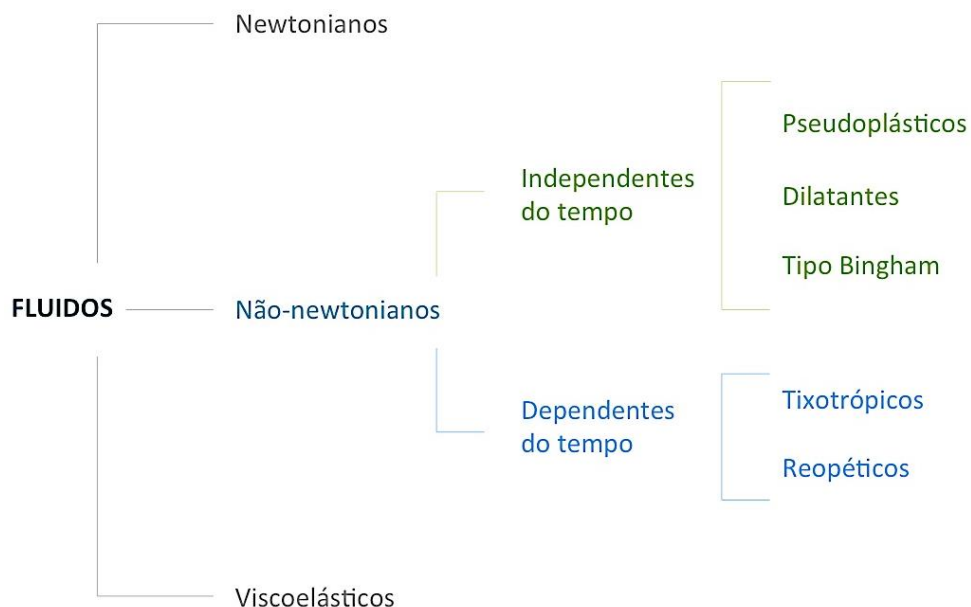 Newtonianos
Pseudoplásticos
Independentes
do tempo
Dilatantes
Tipo Bingham
FLUIDOS
Não-newtonianos
Tixotrópicos
Dependentes
do tempo
Reopéticos
Viscoelásticos